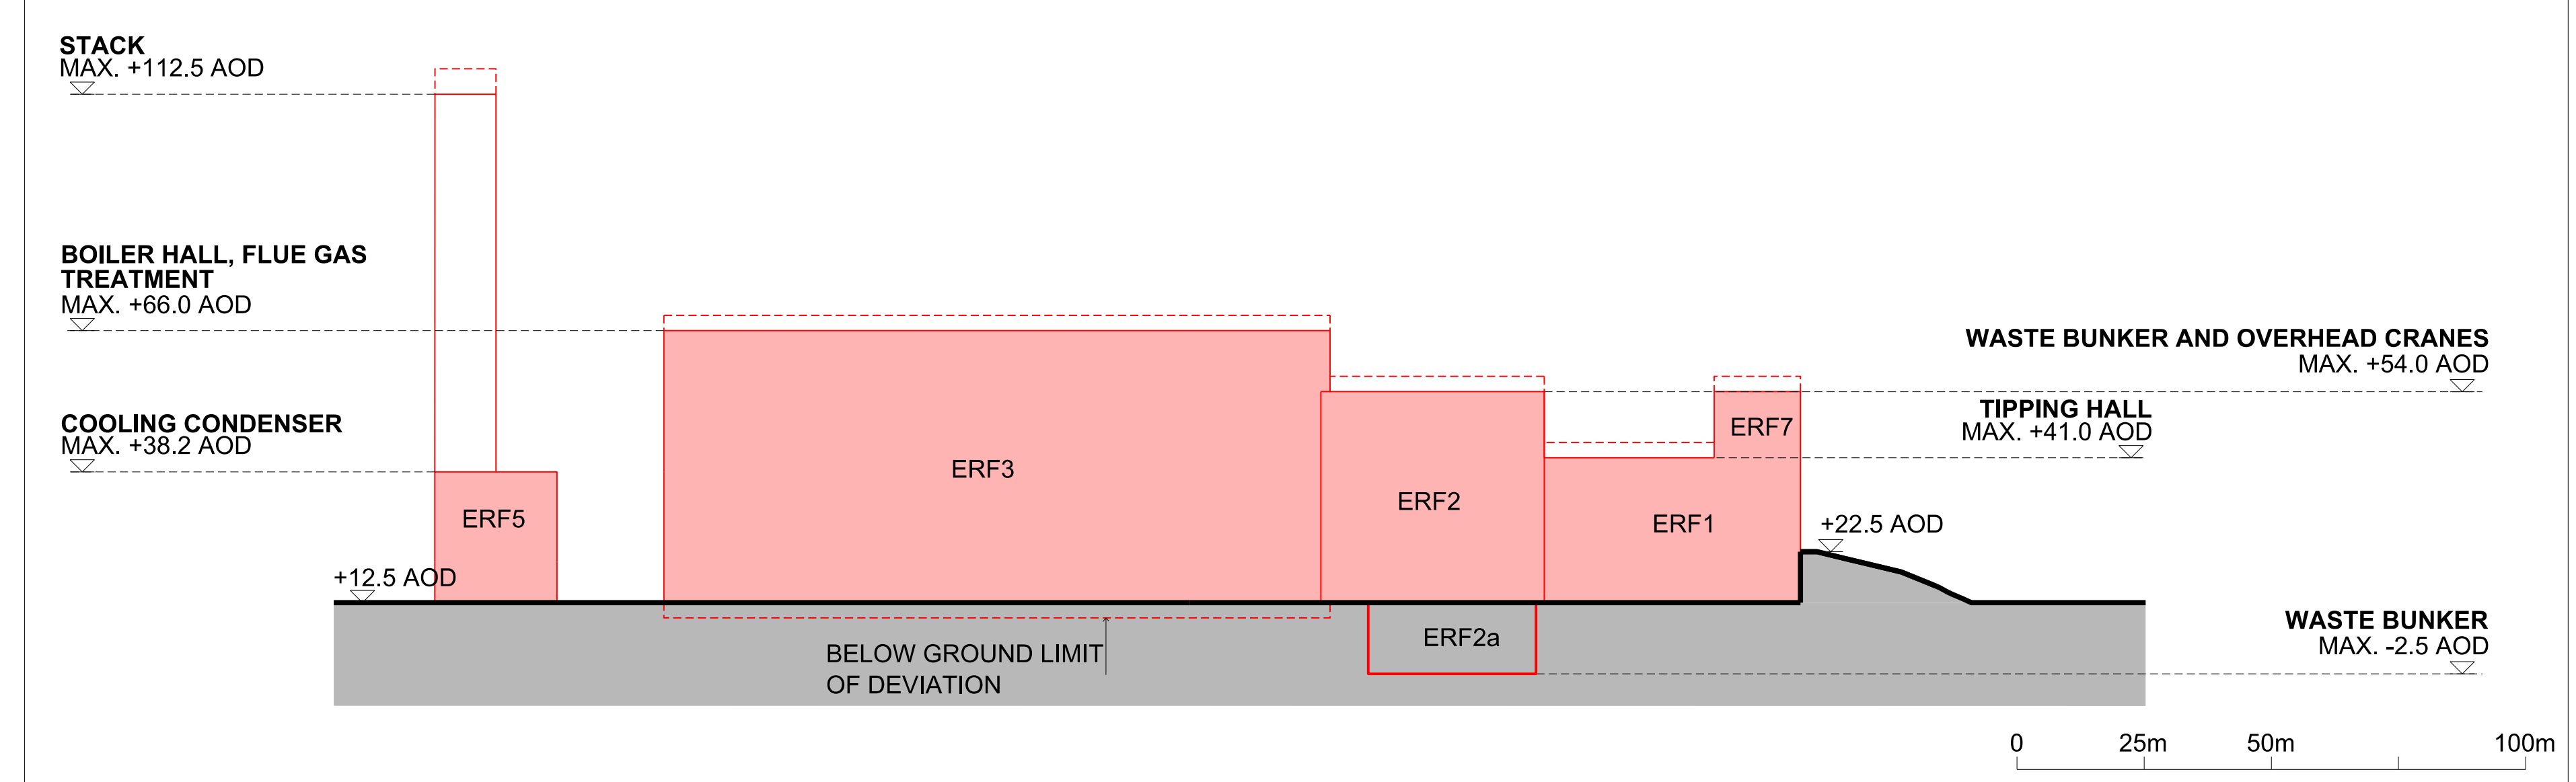 STACK
MAX. +112.5 AOD
BOILER HALL, FLUE GAS
TREATMENT
MAX. +66.0 AOD
COOLING CONDENSER
MAX. +38.2 AOD
+12.5 AOD
ERF5
ERF3
ERF2
ERF1
ERF7
ERF2a
BELOW GROUND LIMIT
OF DEVIATION
WASTE BUNKER AND OVERHEAD CRANES
MAX. +54.0 AOD
TIPPING HALL
MAX. +41.0 AOD
+22.5 AOD
WASTE BUNKER
MAX. -2.5 AOD
0 25m 50m 100m